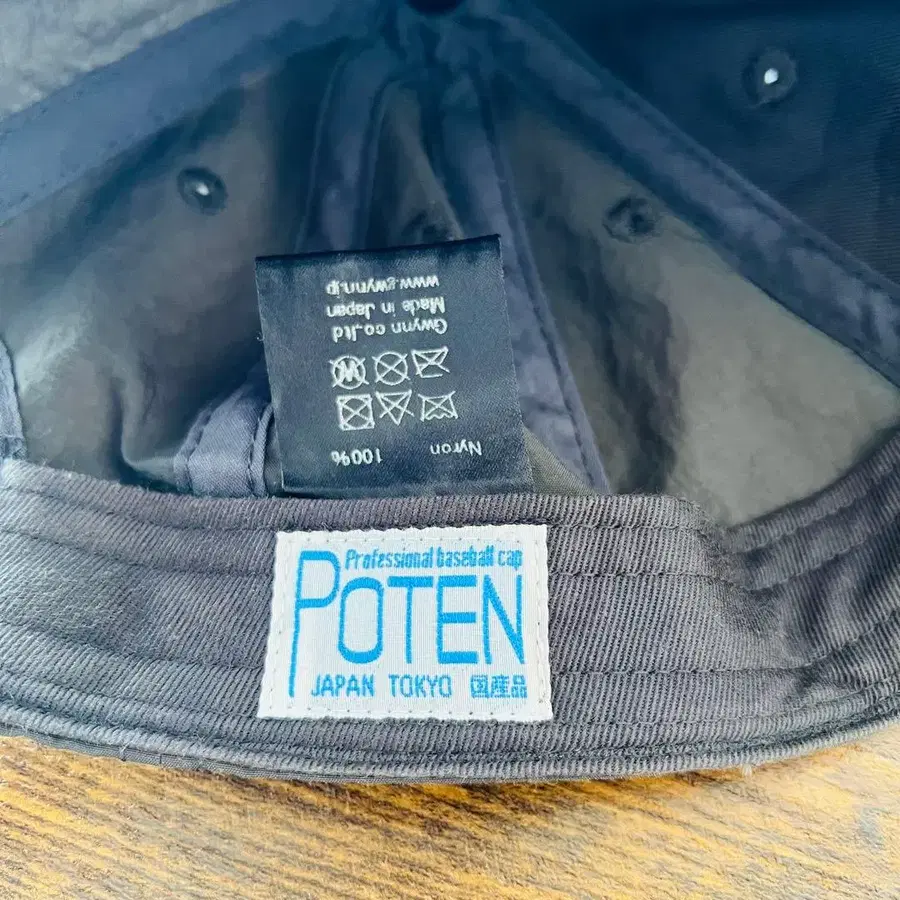 Nyron 100%
Gwynn co.,ltd
Made in Japan
www.gwynn.jp
Professional baseball cap
POTEN
JAPAN TOKYO 国産品